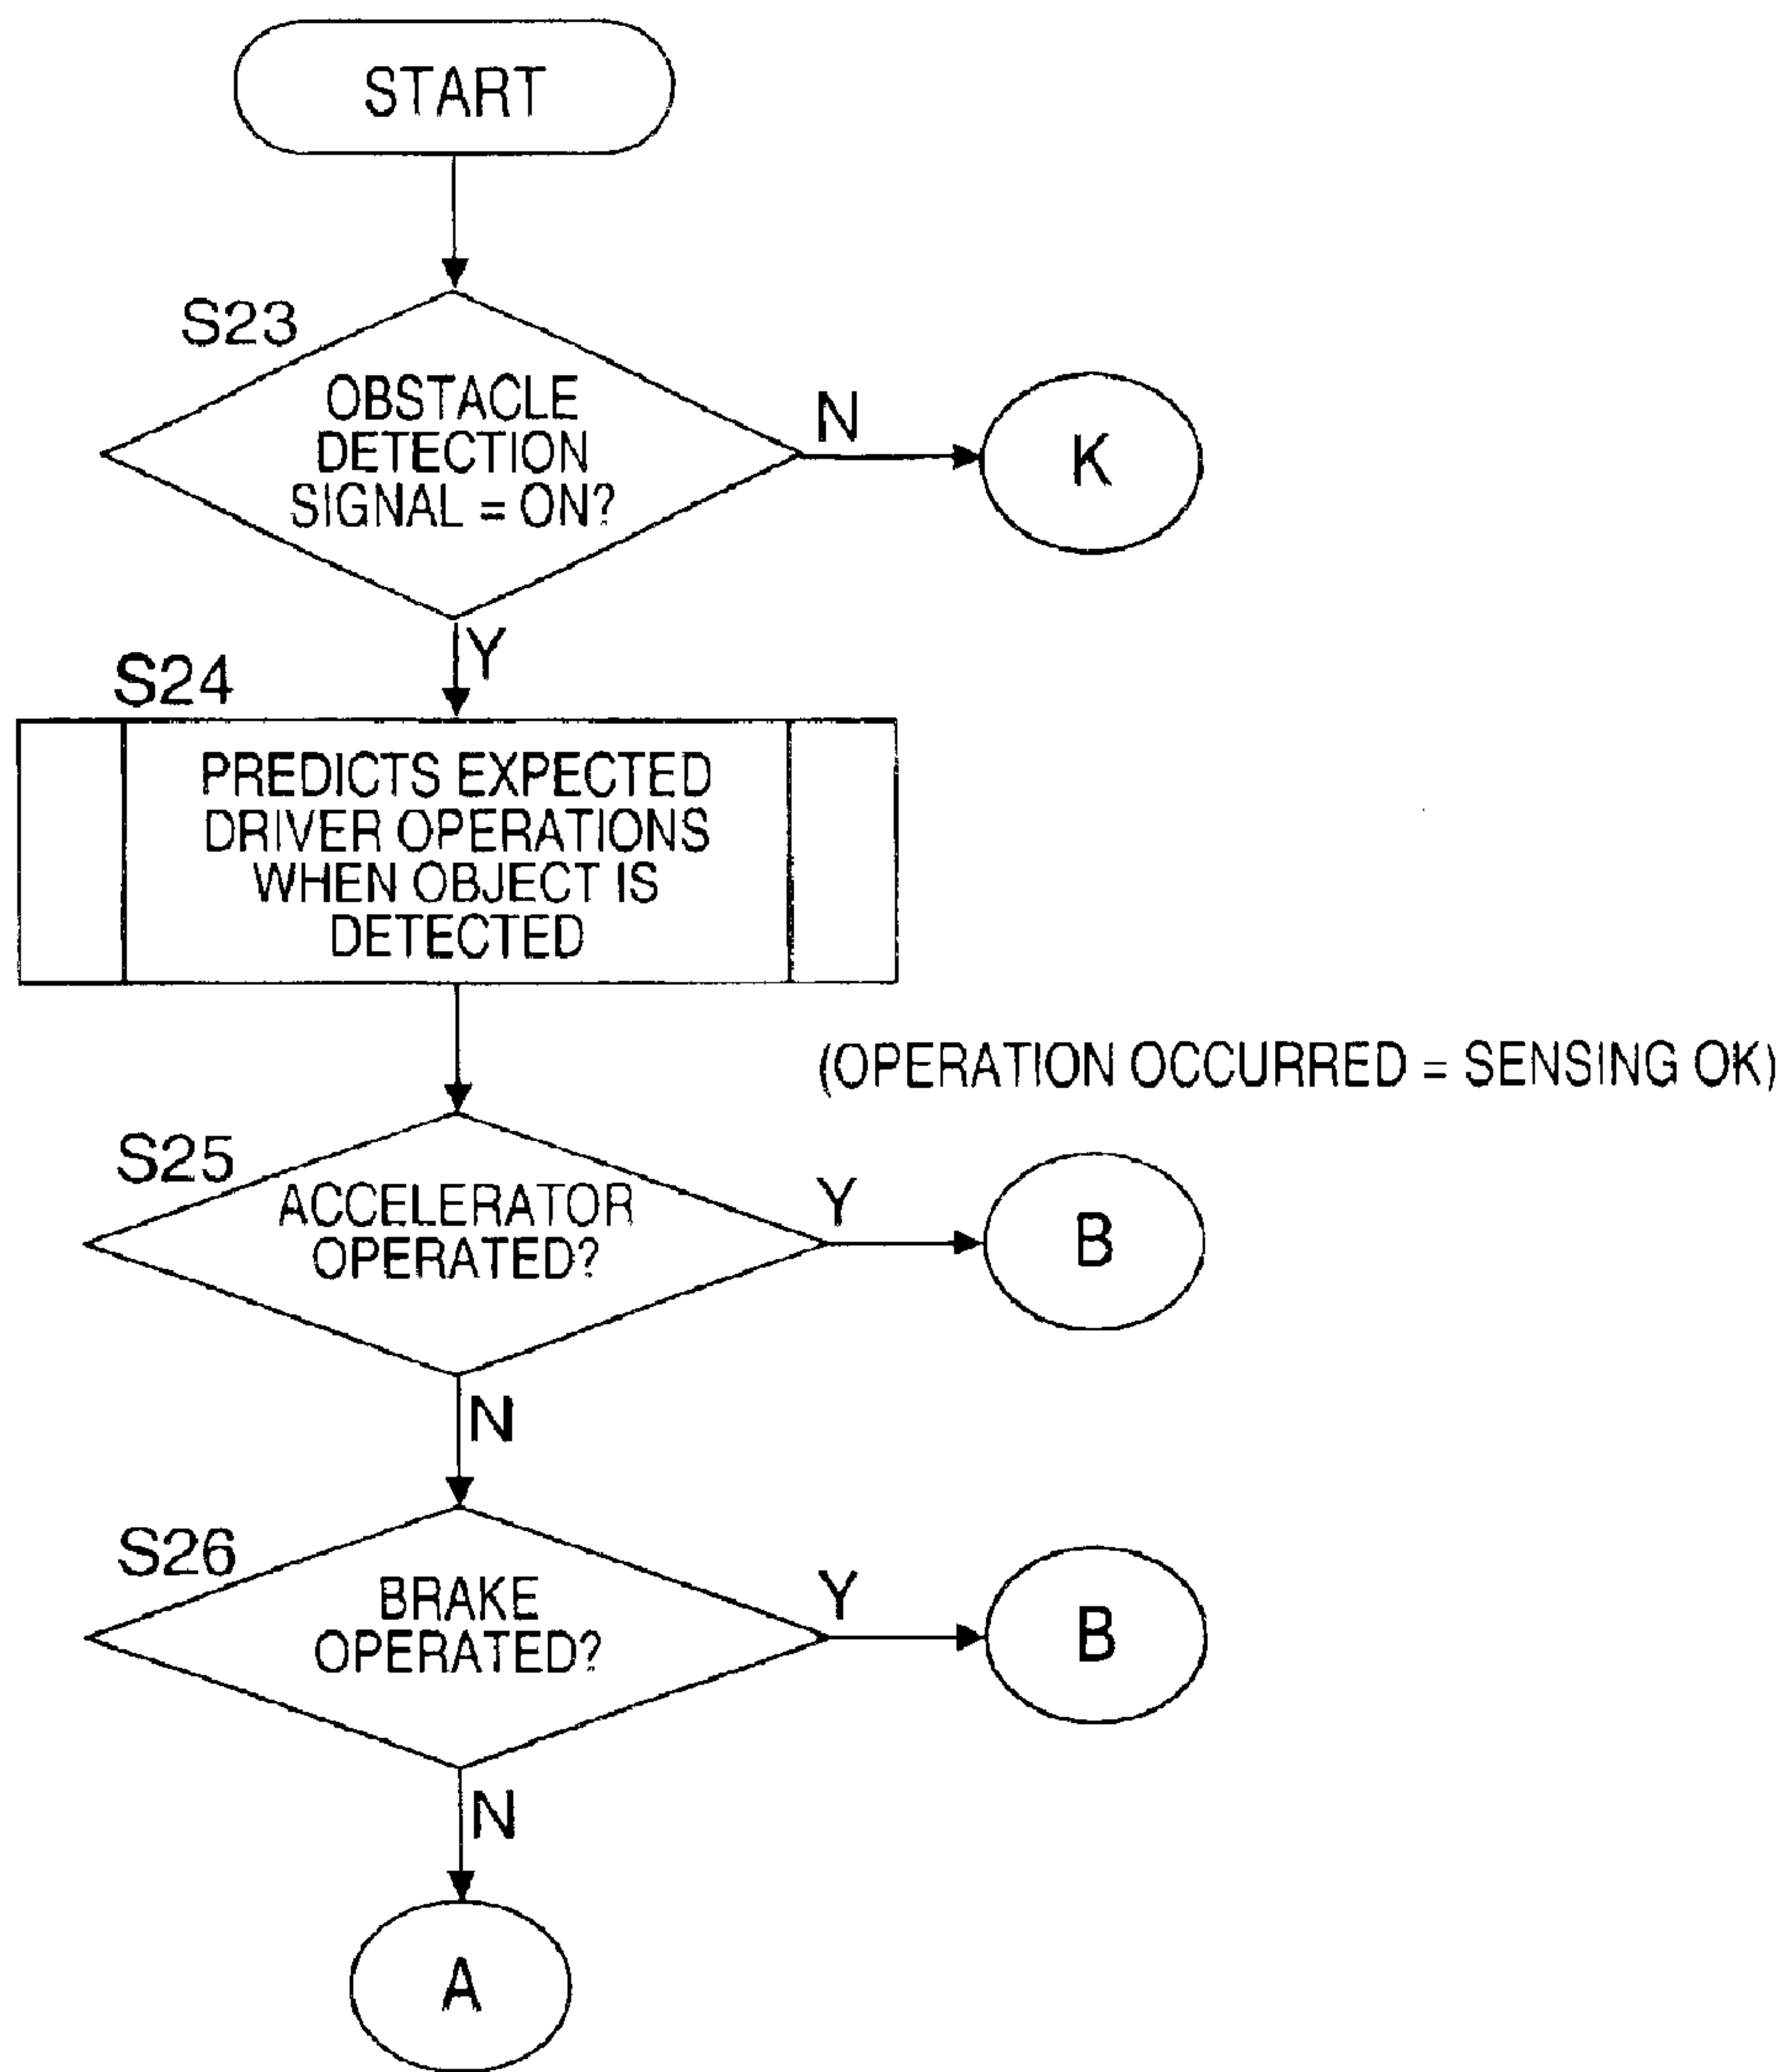 START
S23
OBSTACLE
DETECTION
SIGNAL = ON?
N
K
Y
S24
PREDICTS EXPECTED
DRIVER OPERATIONS
WHEN OBJECT IS
DETECTED
(OPERATION OCCURRED = SENSING OK)
S25
ACCELERATOR
OPERATED?
Y
B
N
S26
BRAKE
OPERATED?
Y
B
N
A